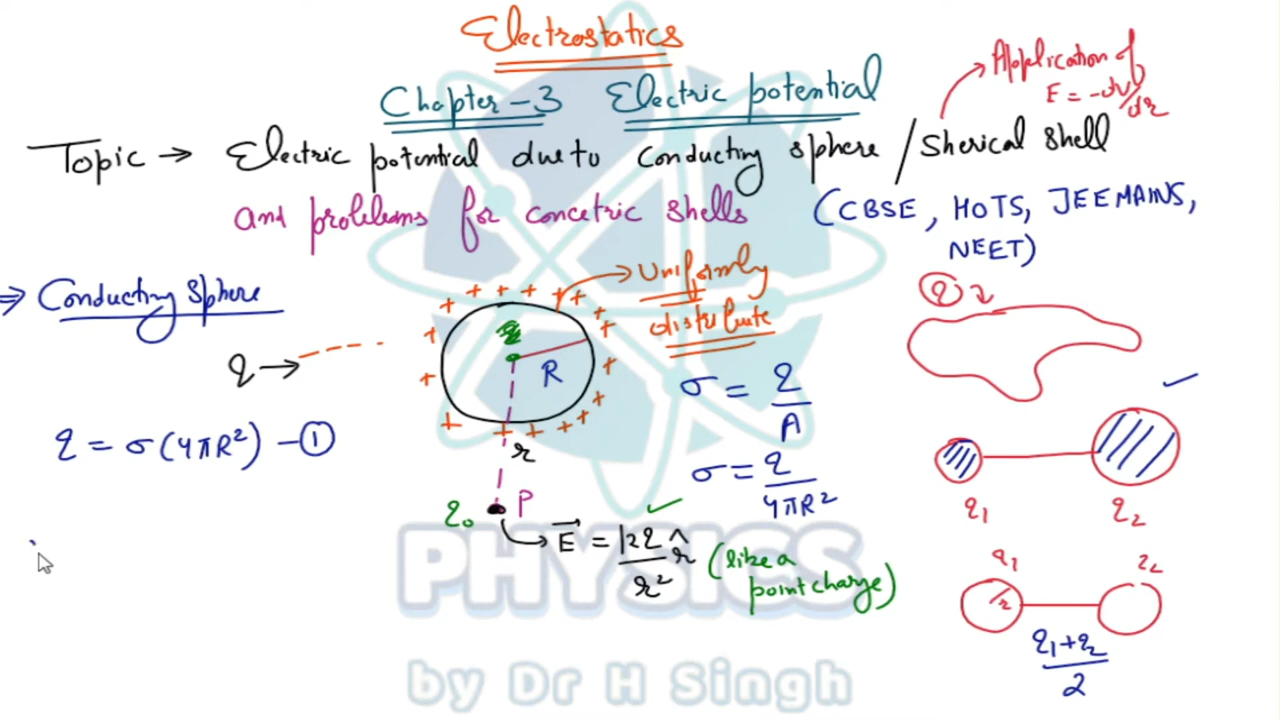 Electrostatics
Chapter-3 Electric potential
Application of
E = -dv/dr
Topic → Electric potential due to Conducting sphere / Sherical shell
and problems for concetric shells (CBSE, HOTS, JEEMAINS,
NEET)
⇒ Conducting Sphere
Uniformly
distribute
q
q →
R
σ = q/A
q = σ(4πR²) —①
r
σ = q/4πR²
q₁ q₂
q₀ P
E⃗ = kq/r² r̂ (like a
point charge)
q₁ q₂
r
q₁+q₂/2
PHYSICS
by Dr H Singh